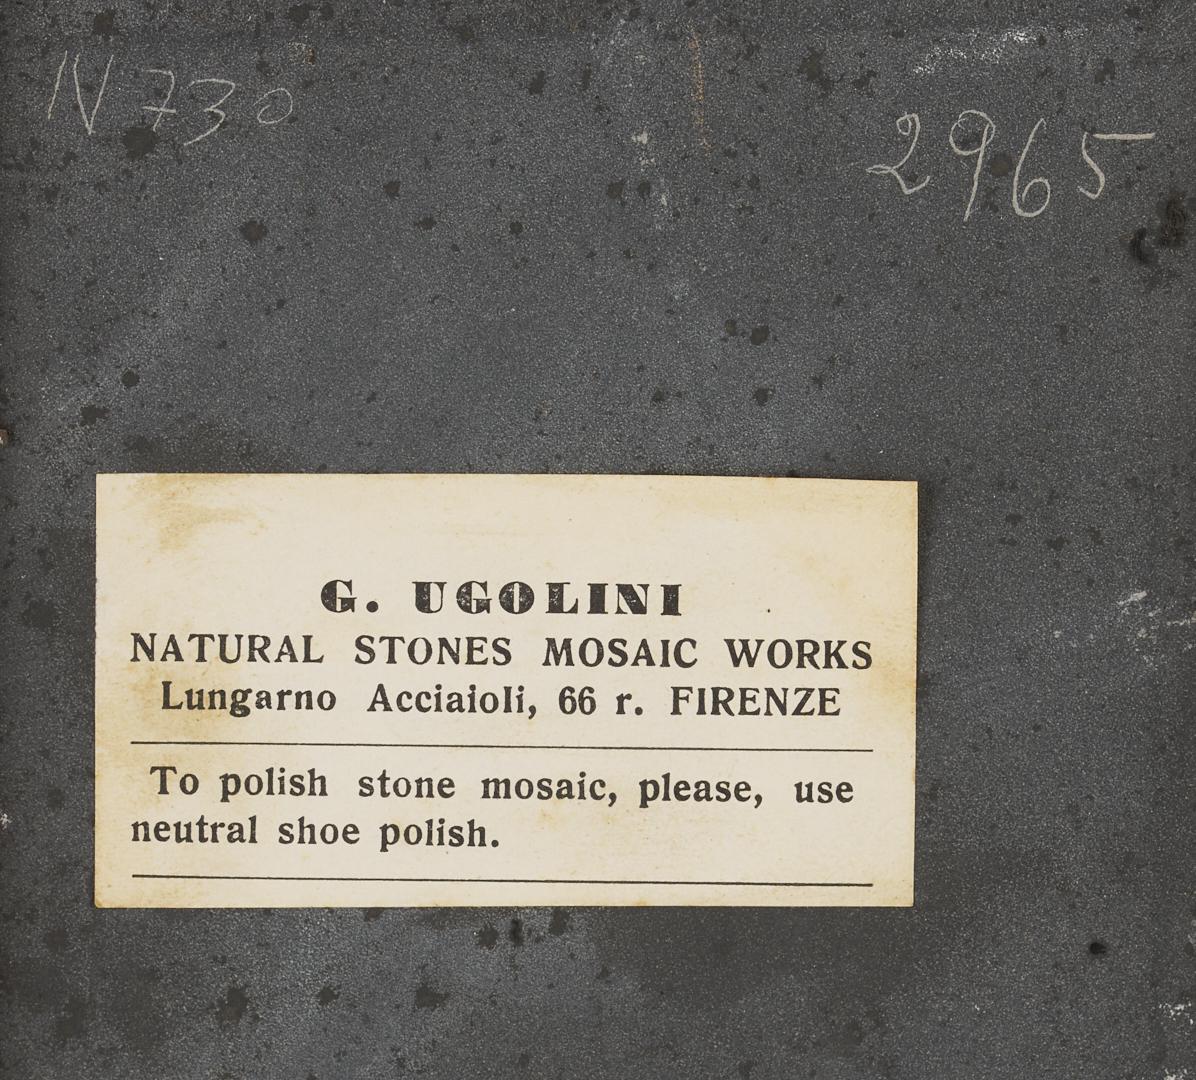 N 730
2965
G. UGOLINI
NATURAL STONES MOSAIC WORKS
Lungarno Acciaioli, 66 r. FIRENZE
To polish stone mosaic, please, use
neutral shoe polish.